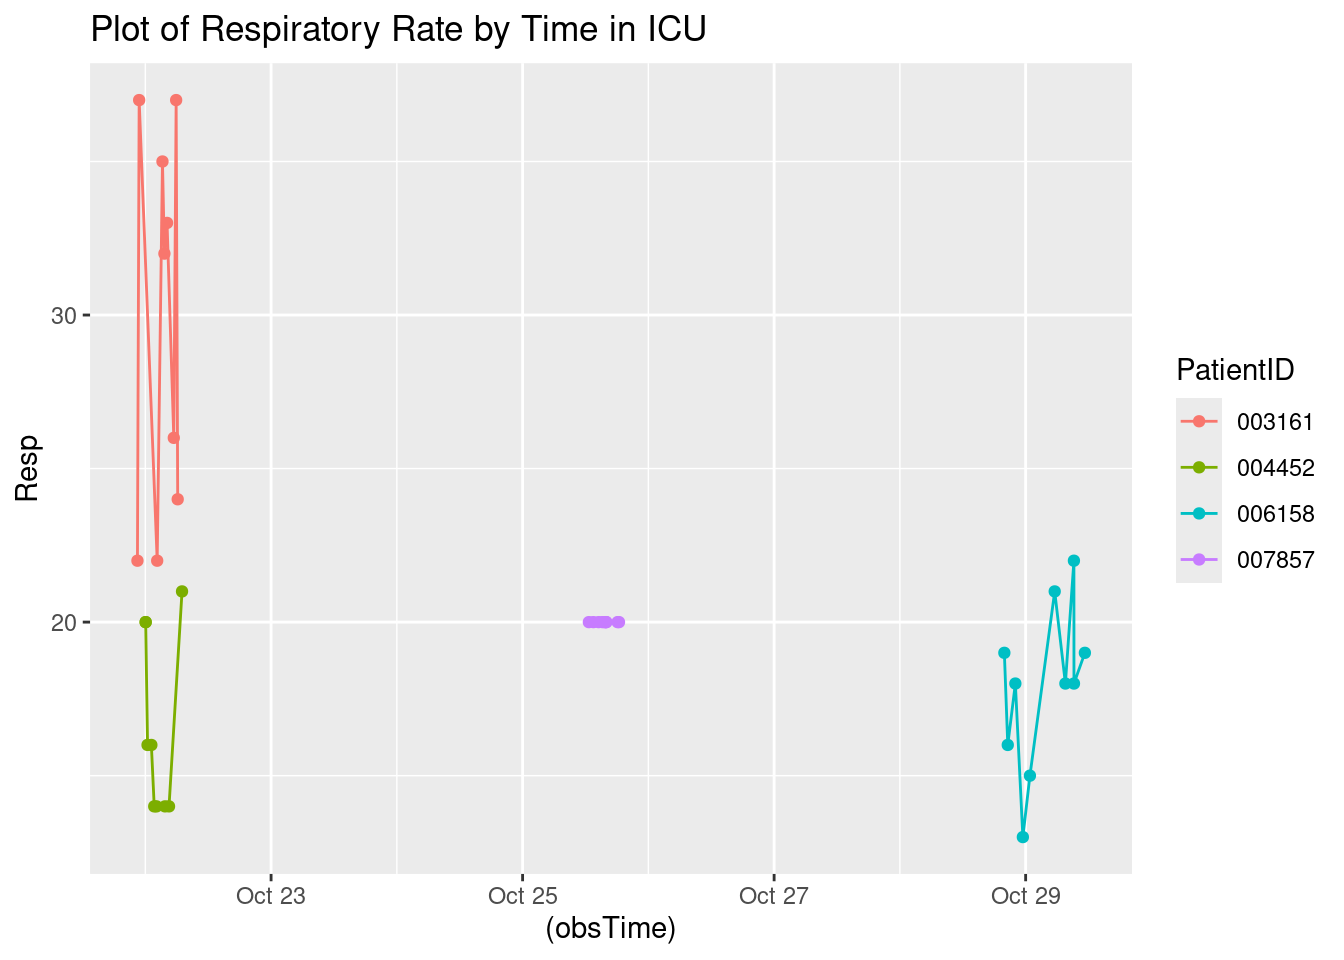 Plot of Respiratory Rate by Time in ICU
30
20
Resp
Oct 23
Oct 25
Oct 27
Oct 29
(obsTime)
PatientID
003161
004452
006158
007857